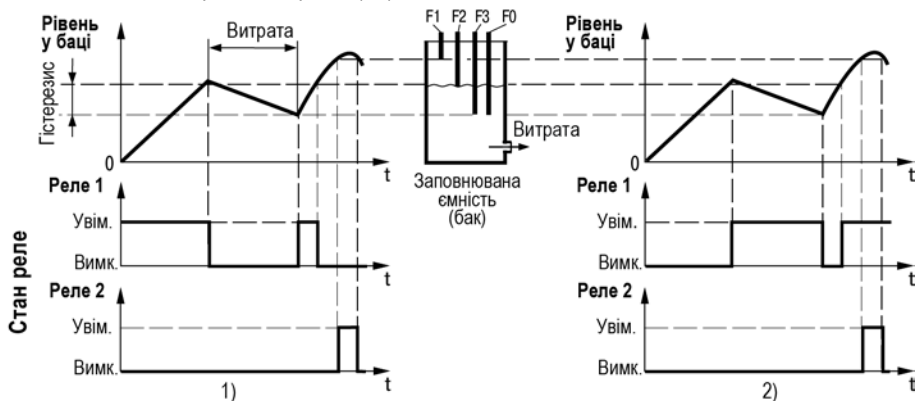 Рівень
у баці
Витрата
Гістерезис
0
t
Реле 1
Увім.
Вимк.
t
Реле 2
Увім.
Вимк.
t
Стан реле
1)
F1
F2
F3
F0
Витрата
Заповнювана
ємність
(бак)
Рівень
у баці
0
t
Реле 1
Увім.
Вимк.
t
Реле 2
Увім.
Вимк.
t
2)